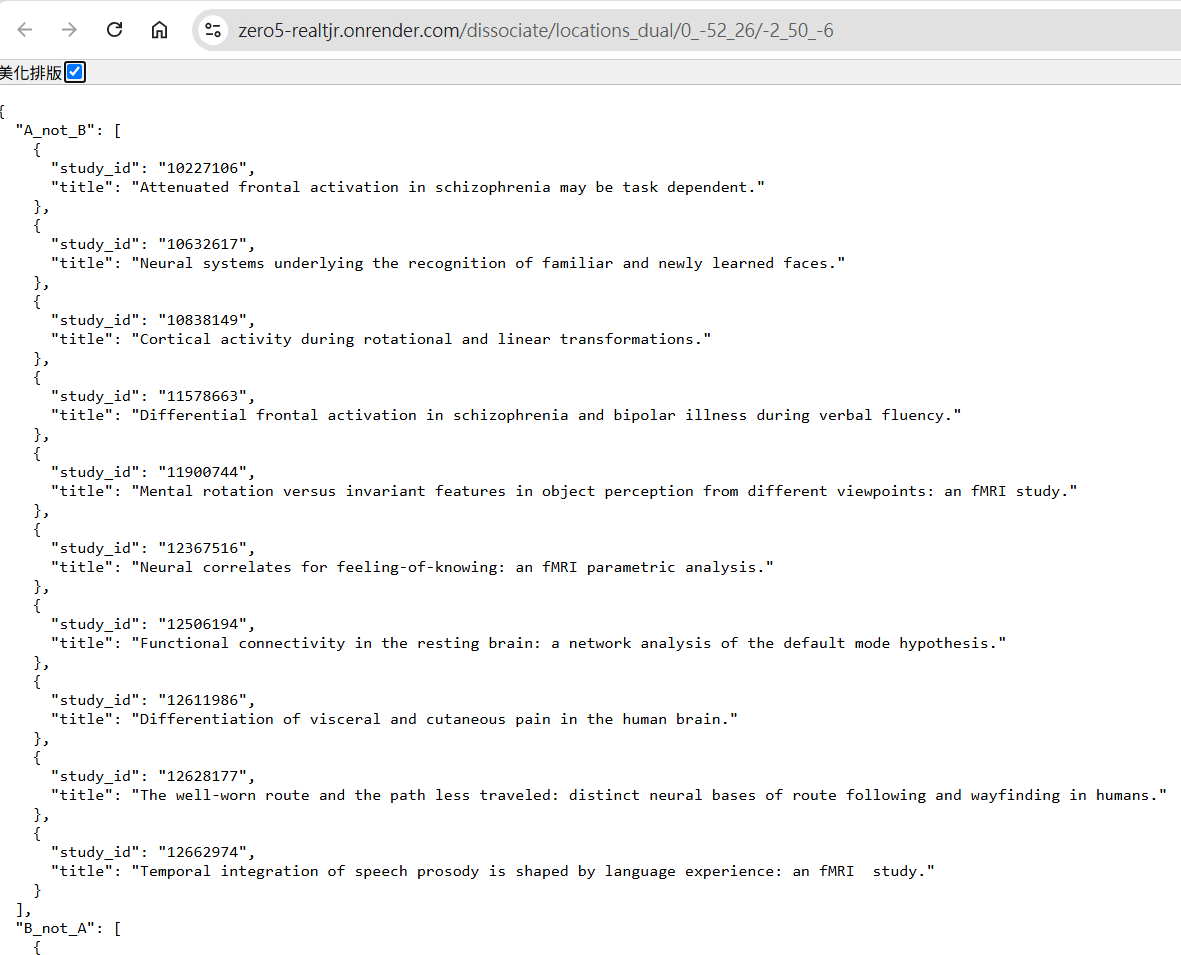 zero5-realtjr.onrender.com/dissociate/locations_dual/0_-52_26/-2_50_-6
美化排版
{
  "A_not_B": [
    {
      "study_id": "10227106",
      "title": "Attenuated frontal activation in schizophrenia may be task dependent."
    },
    {
      "study_id": "10632617",
      "title": "Neural systems underlying the recognition of familiar and newly learned faces."
    },
    {
      "study_id": "10838149",
      "title": "Cortical activity during rotational and linear transformations."
    },
    {
      "study_id": "11578663",
      "title": "Differential frontal activation in schizophrenia and bipolar illness during verbal fluency."
    },
    {
      "study_id": "11900744",
      "title": "Mental rotation versus invariant features in object perception from different viewpoints: an fMRI study."
    },
    {
      "study_id": "12367516",
      "title": "Neural correlates for feeling-of-knowing: an fMRI parametric analysis."
    },
    {
      "study_id": "12506194",
      "title": "Functional connectivity in the resting brain: a network analysis of the default mode hypothesis."
    },
    {
      "study_id": "12611986",
      "title": "Differentiation of visceral and cutaneous pain in the human brain."
    },
    {
      "study_id": "12628177",
      "title": "The well-worn route and the path less traveled: distinct neural bases of route following and wayfinding in humans."
    },
    {
      "study_id": "12662974",
      "title": "Temporal integration of speech prosody is shaped by language experience: an fMRI  study."
    }
  ],
  "B_not_A": [
    {